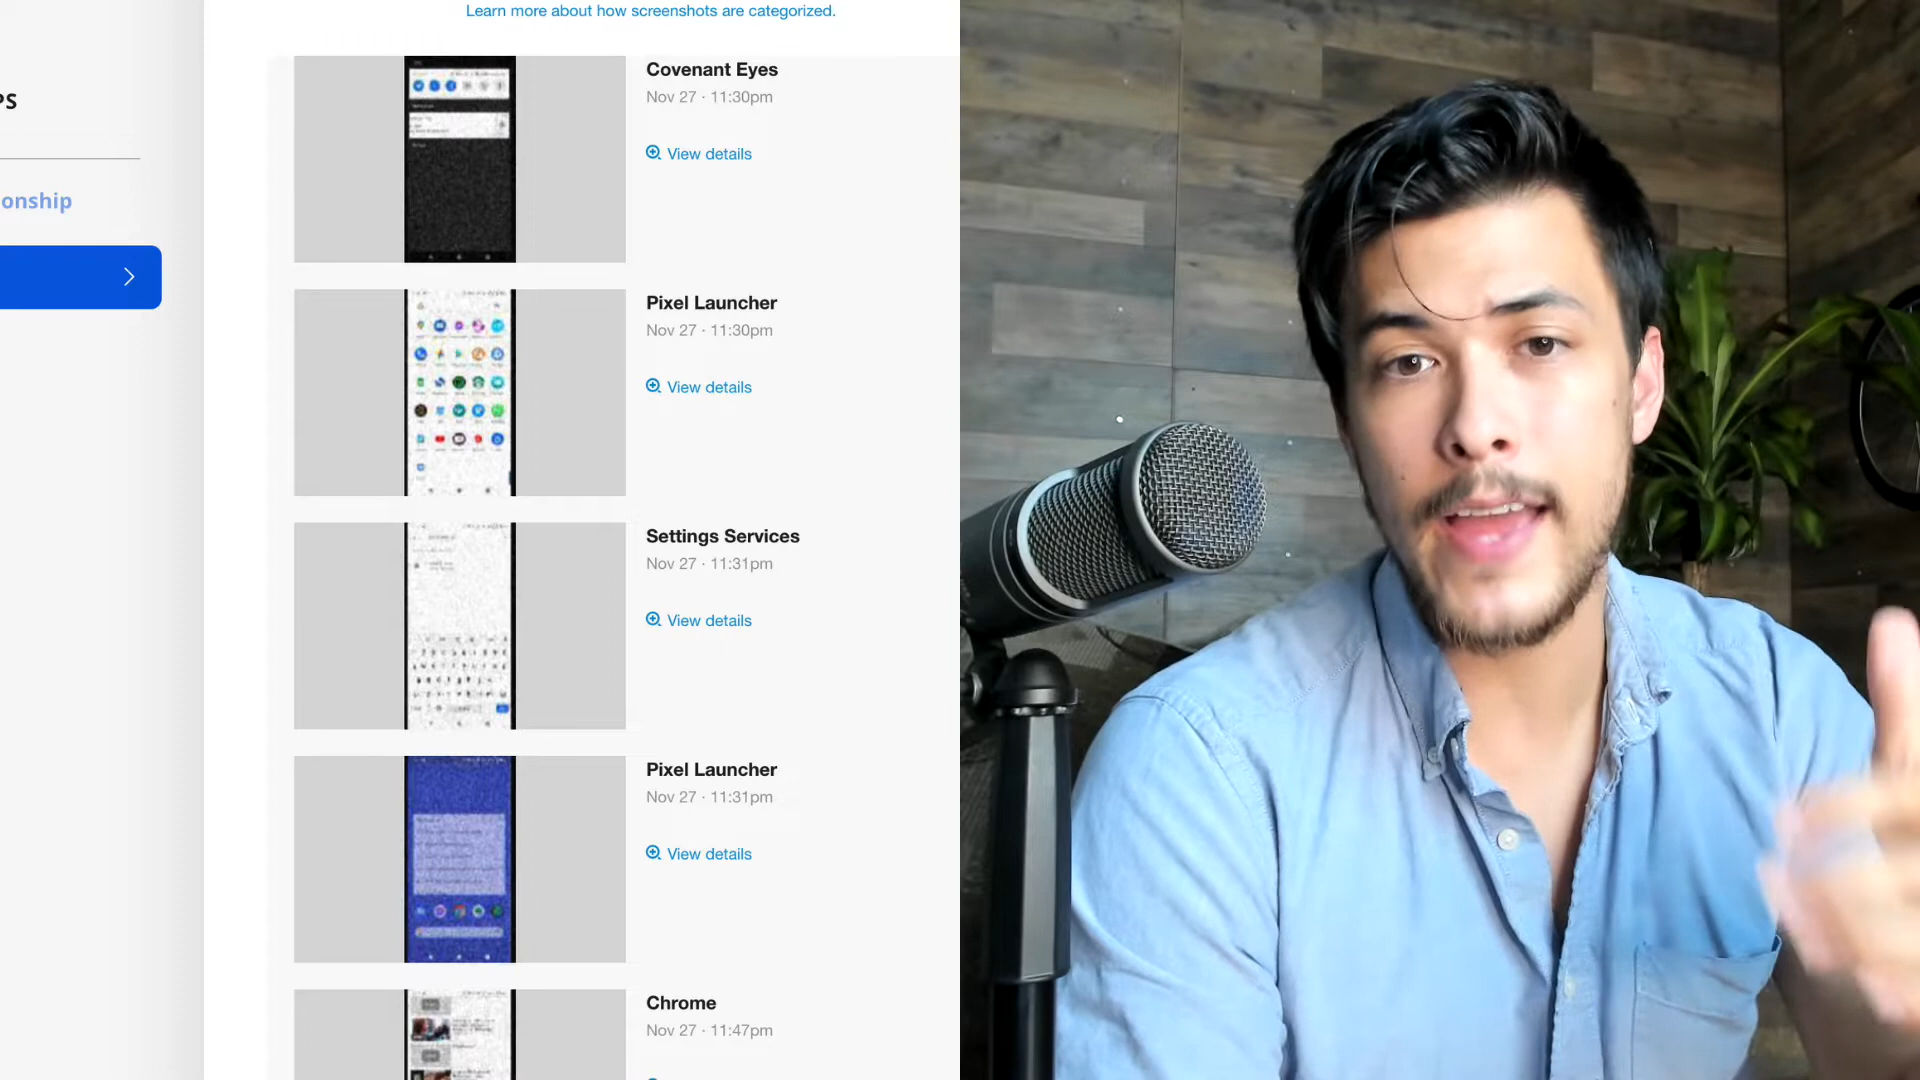 Learn more about how screenshots are categorized.
PS
onship
Covenant Eyes
Nov 27 · 11:30pm
View details
Pixel Launcher
Nov 27 · 11:30pm
View details
Settings Services
Nov 27 · 11:31pm
View details
Pixel Launcher
Nov 27 · 11:31pm
View details
Chrome
Nov 27 · 11:47pm